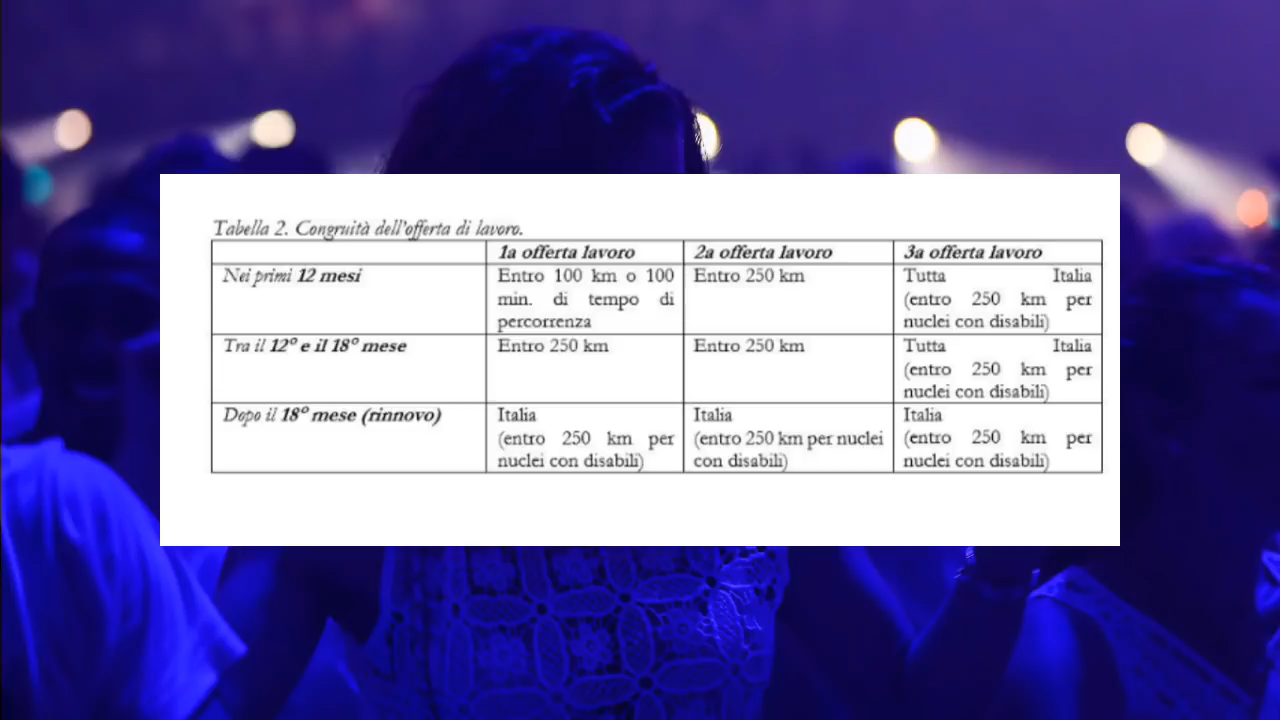 Tabella 2. Congruità dell'offerta di lavoro.
1a offerta lavoro 2a offerta lavoro 3a offerta lavoro
Nei primi 12 mesi Entro 100 km o 100 Entro 250 km Tutta Italia
min. di tempo di (entro 250 km per
percorrenza nuclei con disabili)
Tra il 12° e il 18° mese Entro 250 km Entro 250 km Tutta Italia
(entro 250 km per
nuclei con disabili)
Dopo il 18° mese (rinnovo) Italia Italia Italia
(entro 250 km per (entro 250 km per nuclei (entro 250 km per
nuclei con disabili) con disabili) nuclei con disabili)